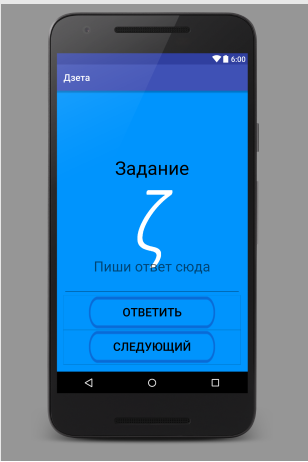 6:00
Дзета
Задание
ζ
Пиши ответ сюда
ОТВЕТИТЬ
СЛЕДУЮЩИЙ